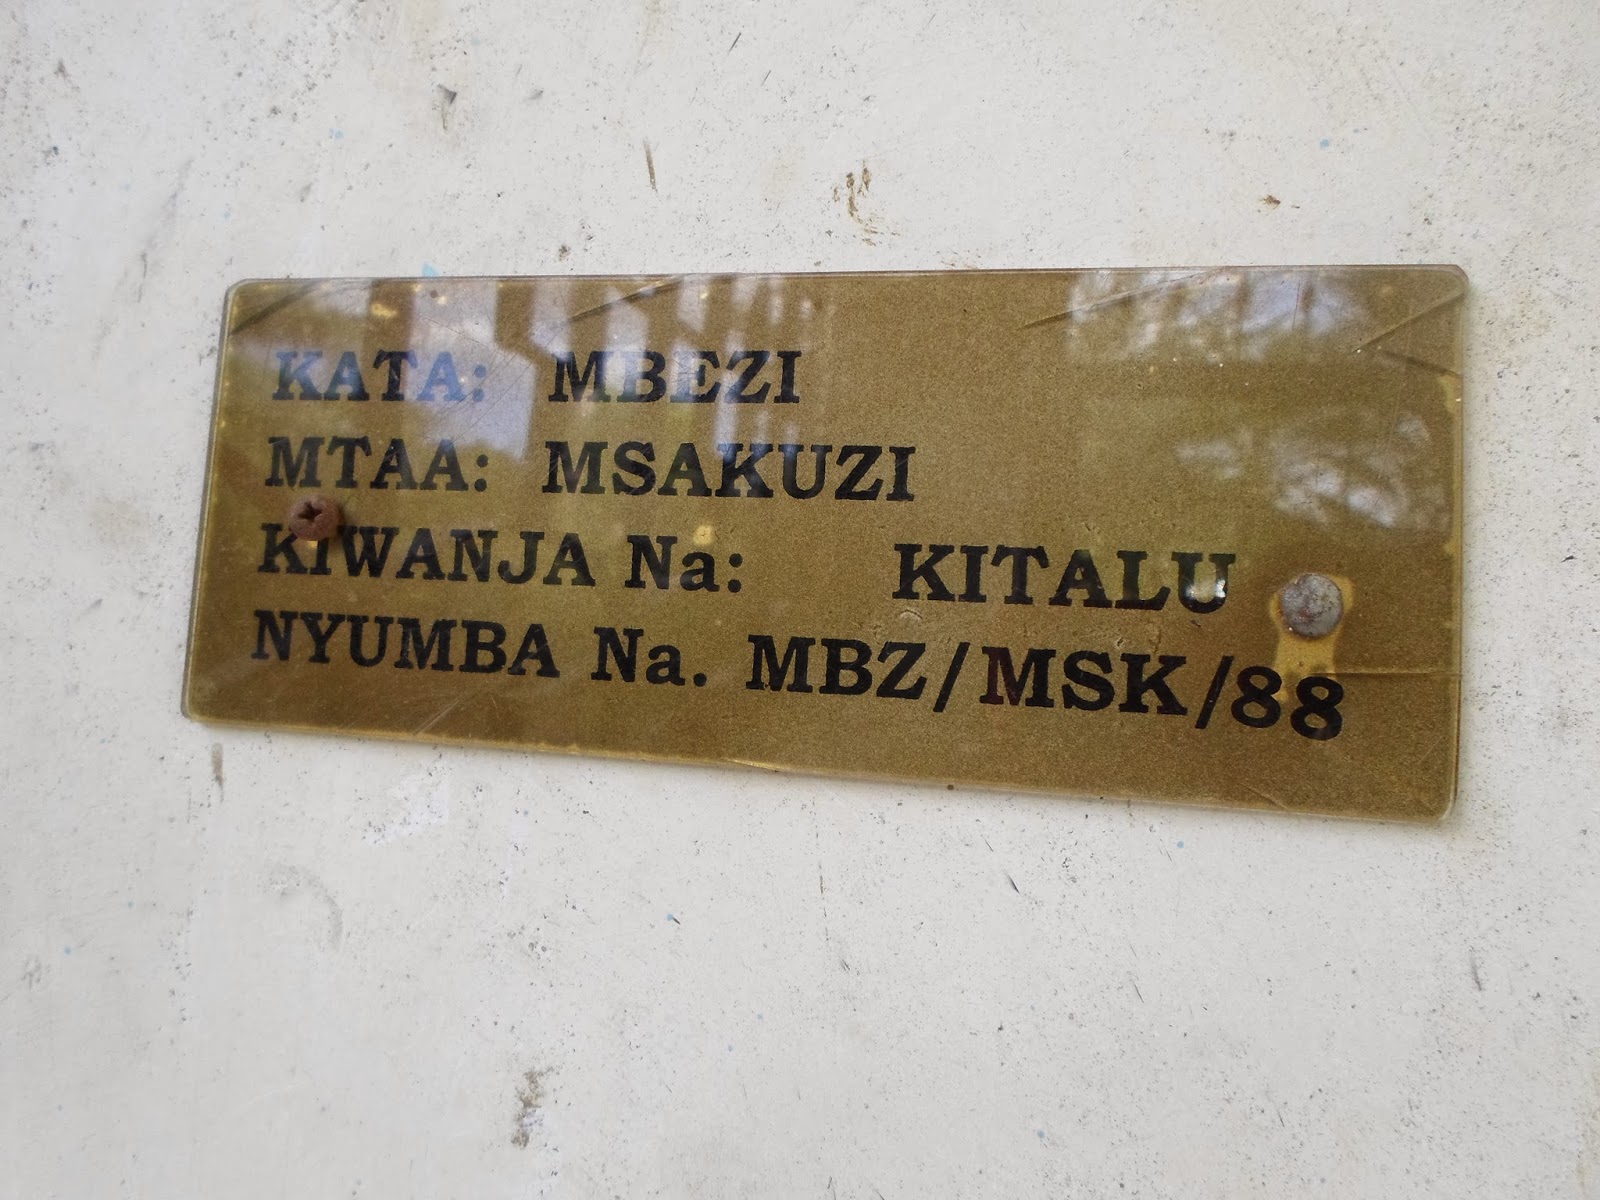 KATA: MBEZI
MTAA: MSAKUZI
KIWANJA Na: KITALU
NYUMBA Na. MBZ/MSK/88